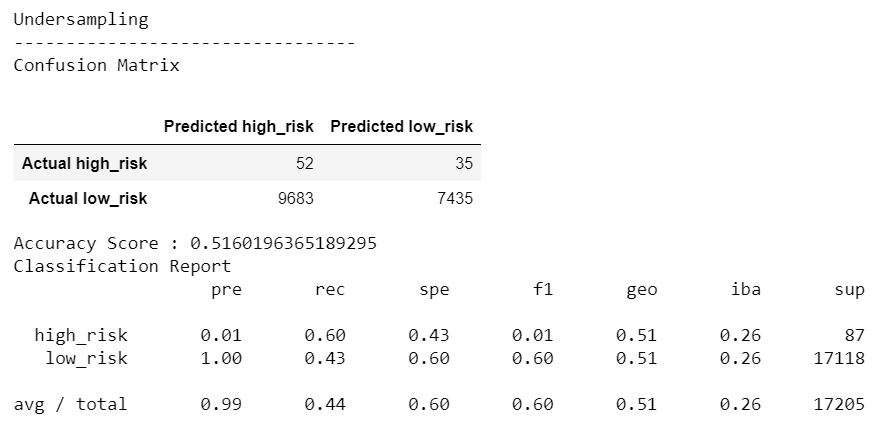 Undersampling
---------------------------------
Confusion Matrix
Predicted high_risk Predicted low_risk
Actual high_risk 52 35
Actual low_risk 9683 7435
Accuracy Score : 0.5160196365189295
Classification Report
pre rec spe f1 geo iba sup
high_risk 0.01 0.60 0.43 0.01 0.51 0.26 87
low_risk 1.00 0.43 0.60 0.60 0.51 0.26 17118
avg / total 0.99 0.44 0.60 0.60 0.51 0.26 17205